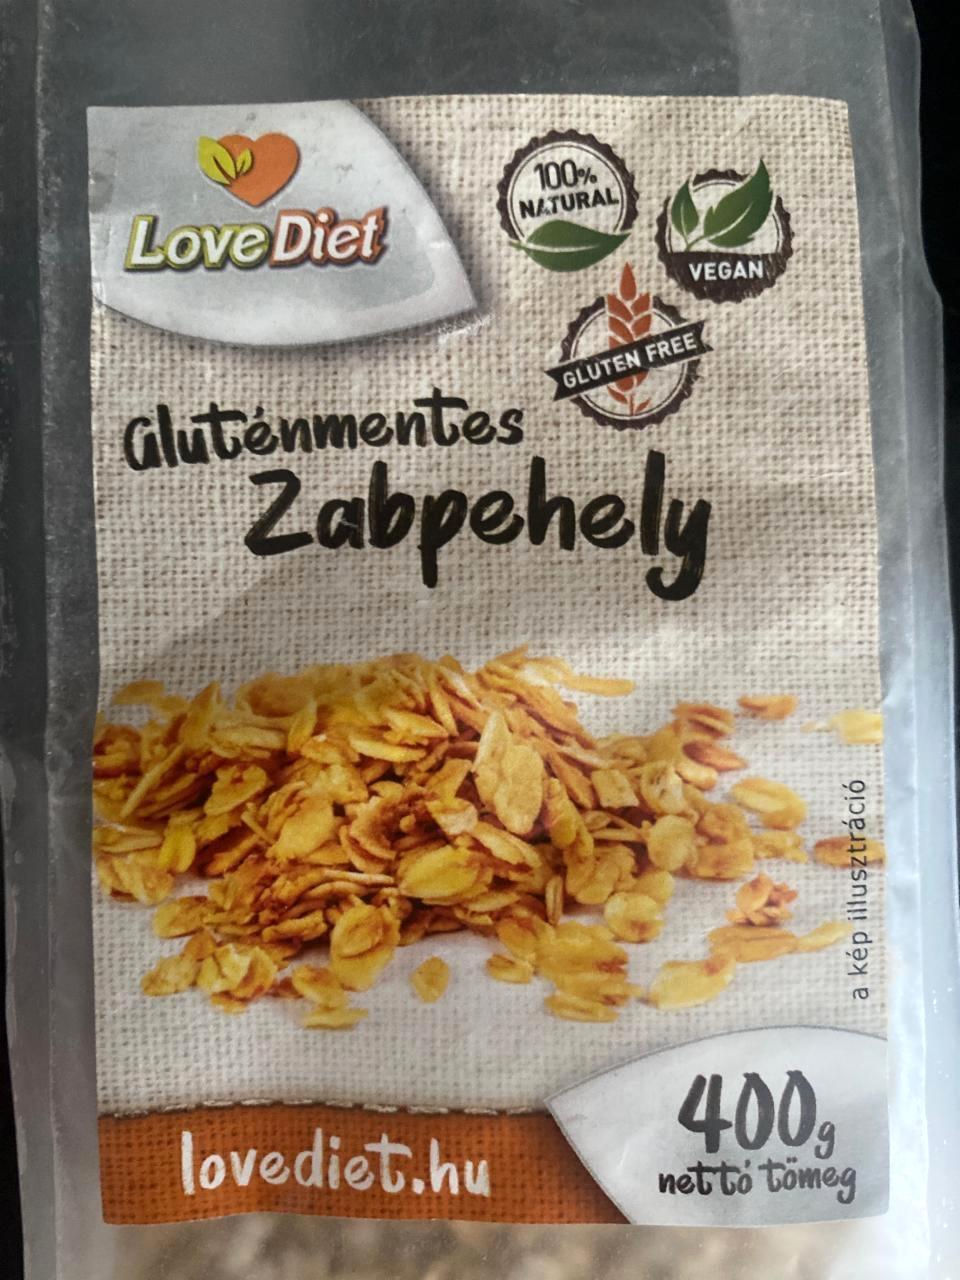 LoveDiet
100%
NATURAL
VEGAN
GLUTEN FREE
Gluténmentes
Zabpehely
a kép illusztráció
400g
nettó tömeg
lovediet.hu